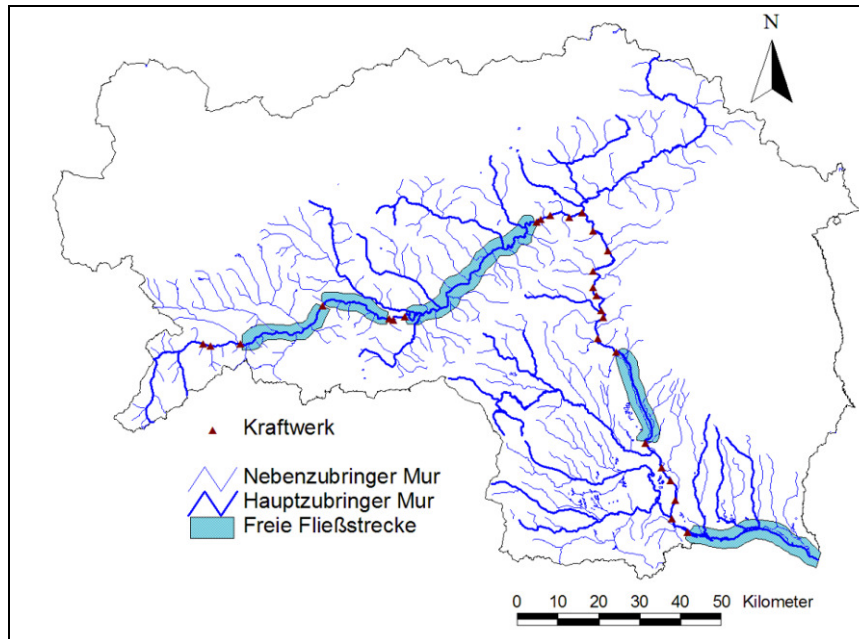 N
Kraftwerk
Nebenzubringer Mur
Hauptzubringer Mur
Freie Fließstrecke
0 10 20 30 40 50 Kilometer